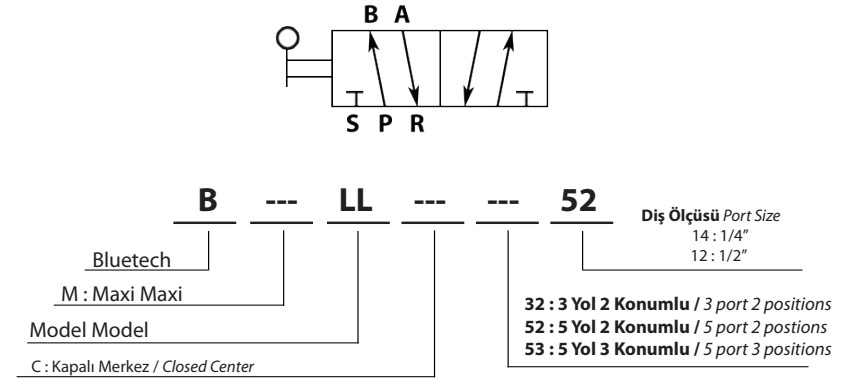 B A
S P R
B --- LL --- --- 52
Diş Ölçüsü Port Size
14 : 1/4”
12 : 1/2”
Bluetech
M : Maxi Maxi
Model Model
C : Kapalı Merkez / Closed Center
32 : 3 Yol 2 Konumlu / 3 port 2 positions
52 : 5 Yol 2 Konumlu / 5 port 2 postions
53 : 5 Yol 3 Konumlu / 5 port 3 positions